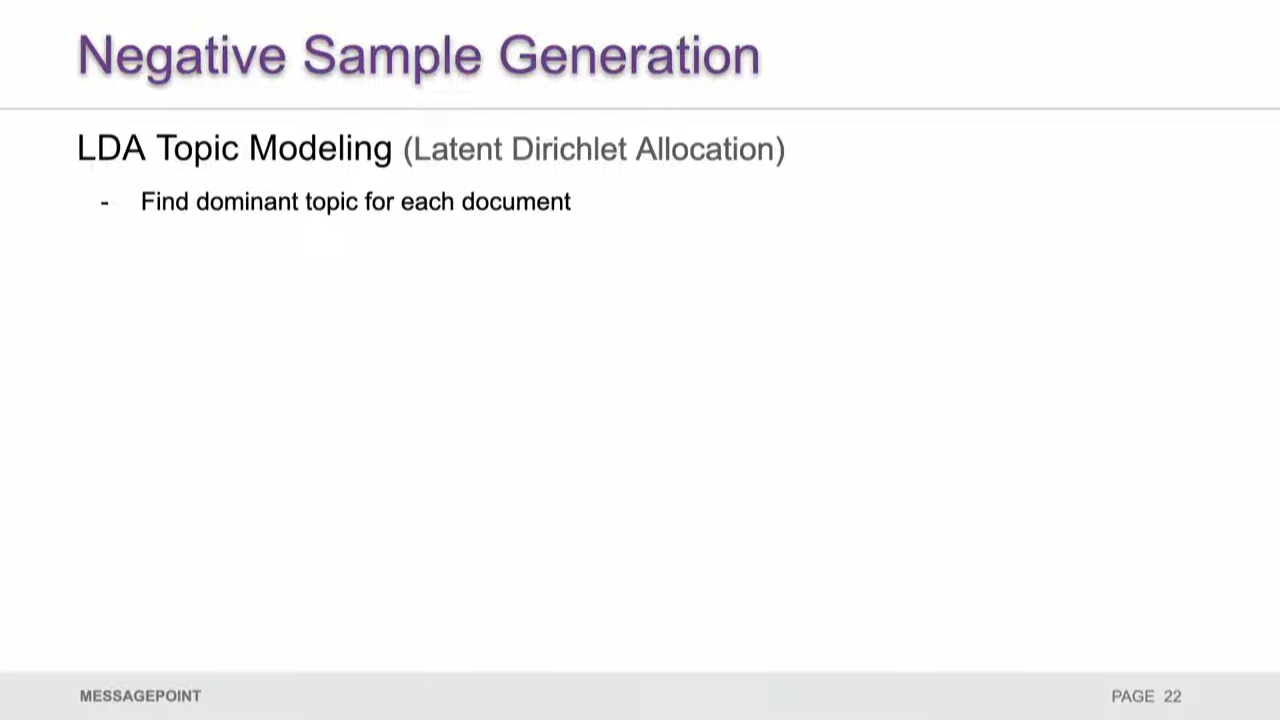 Negative Sample Generation
LDA Topic Modeling (Latent Dirichlet Allocation)
- Find dominant topic for each document
MESSAGEPOINT
PAGE 22